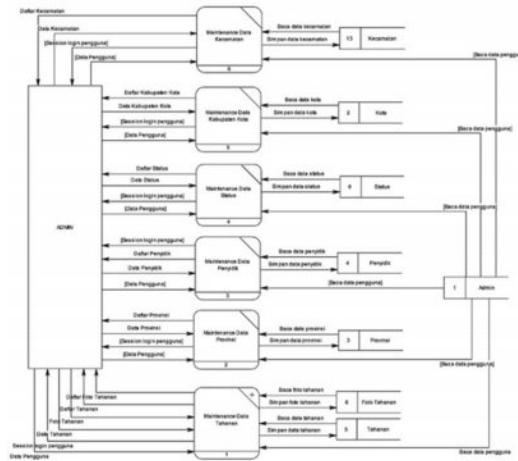 Daftar Kecamatan
Data Kecamatan
[Session login pengguna]
[Data Pengguna]
Maintenance Data
Kecamatan
6
Baca data kecamatan
Simpan data kecamatan
13 Kecamatan
[Baca data pengguna]
Daftar Kabupaten Kota
Data Kabupaten Kota
[Session login pengguna]
[Data Pengguna]
Maintenance Data
Kabupaten Kota
5
Baca data kota
Simpan data kota
2 Kota
[Baca data pengguna]
Daftar Status
Data Status
[Session login pengguna]
[Data Pengguna]
Maintenance Data
Status
4
Baca data status
Simpan data status
6 Status
[Baca data pengguna]
ADMIN
[Session login pengguna]
Daftar Penyidik
Data Penyidik
[Data Pengguna]
Maintenance Data
Penyidik
3
Baca data penyidik
Simpan data penyidik
4 Penyidik
[Baca data pengguna]
1 Admin
Daftar Provinsi
Data Provinsi
[Session login pengguna]
[Data Pengguna]
Maintenance Data
Provinsi
2
Baca data provinsi
Simpan data provinsi
3 Provinsi
[Baca data pengguna]
Daftar Foto Tahanan
Daftar Tahanan
Foto Tahanan
Data Tahanan
Session login pengguna
Data Pengguna
Maintenance Data
Tahanan
1
Baca foto tahanan
Simpan foto tahanan
8 Foto Tahanan
Baca data tahanan
Simpan data tahanan
5 Tahanan
Baca data pengguna